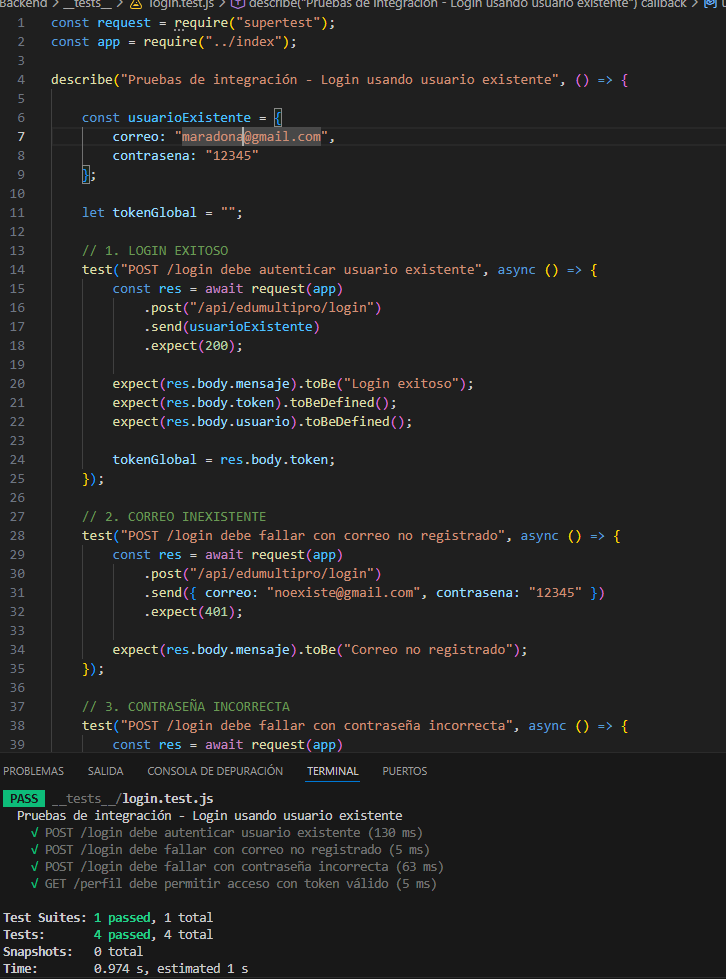 Backend > __tests__ > login.test.js > describe("Pruebas de integración - Login usando usuario existente") callback >
1 const request = require("supertest");
2 const app = require("../index");
3
4 describe("Pruebas de integración - Login usando usuario existente", () => {
5
6 const usuarioExistente = {
7 correo: "maradona@gmail.com",
8 contrasena: "12345"
9 };
10
11 let tokenGlobal = "";
12
13 // 1. LOGIN EXITOSO
14 test("POST /login debe autenticar usuario existente", async () => {
15 const res = await request(app)
16 .post("/api/edumultipro/login")
17 .send(usuarioExistente)
18 .expect(200);
19
20 expect(res.body.mensaje).toBe("Login exitoso");
21 expect(res.body.token).toBeDefined();
22 expect(res.body.usuario).toBeDefined();
23
24 tokenGlobal = res.body.token;
25 });
26
27 // 2. CORREO INEXISTENTE
28 test("POST /login debe fallar con correo no registrado", async () => {
29 const res = await request(app)
30 .post("/api/edumultipro/login")
31 .send({ correo: "noexiste@gmail.com", contrasena: "12345" })
32 .expect(401);
33
34 expect(res.body.mensaje).toBe("Correo no registrado");
35 });
36
37 // 3. CONTRASEÑA INCORRECTA
38 test("POST /login debe fallar con contraseña incorrecta", async () => {
39 const res = await request(app)
PROBLEMAS SALIDA CONSOLA DE DEPURACIÓN TERMINAL PUERTOS
PASS __tests__/login.test.js
Pruebas de integración - Login usando usuario existente
√ POST /login debe autenticar usuario existente (130 ms)
√ POST /login debe fallar con correo no registrado (5 ms)
√ POST /login debe fallar con contraseña incorrecta (63 ms)
√ GET /perfil debe permitir acceso con token válido (5 ms)
Test Suites: 1 passed, 1 total
Tests: 4 passed, 4 total
Snapshots: 0 total
Time: 0.974 s, estimated 1 s